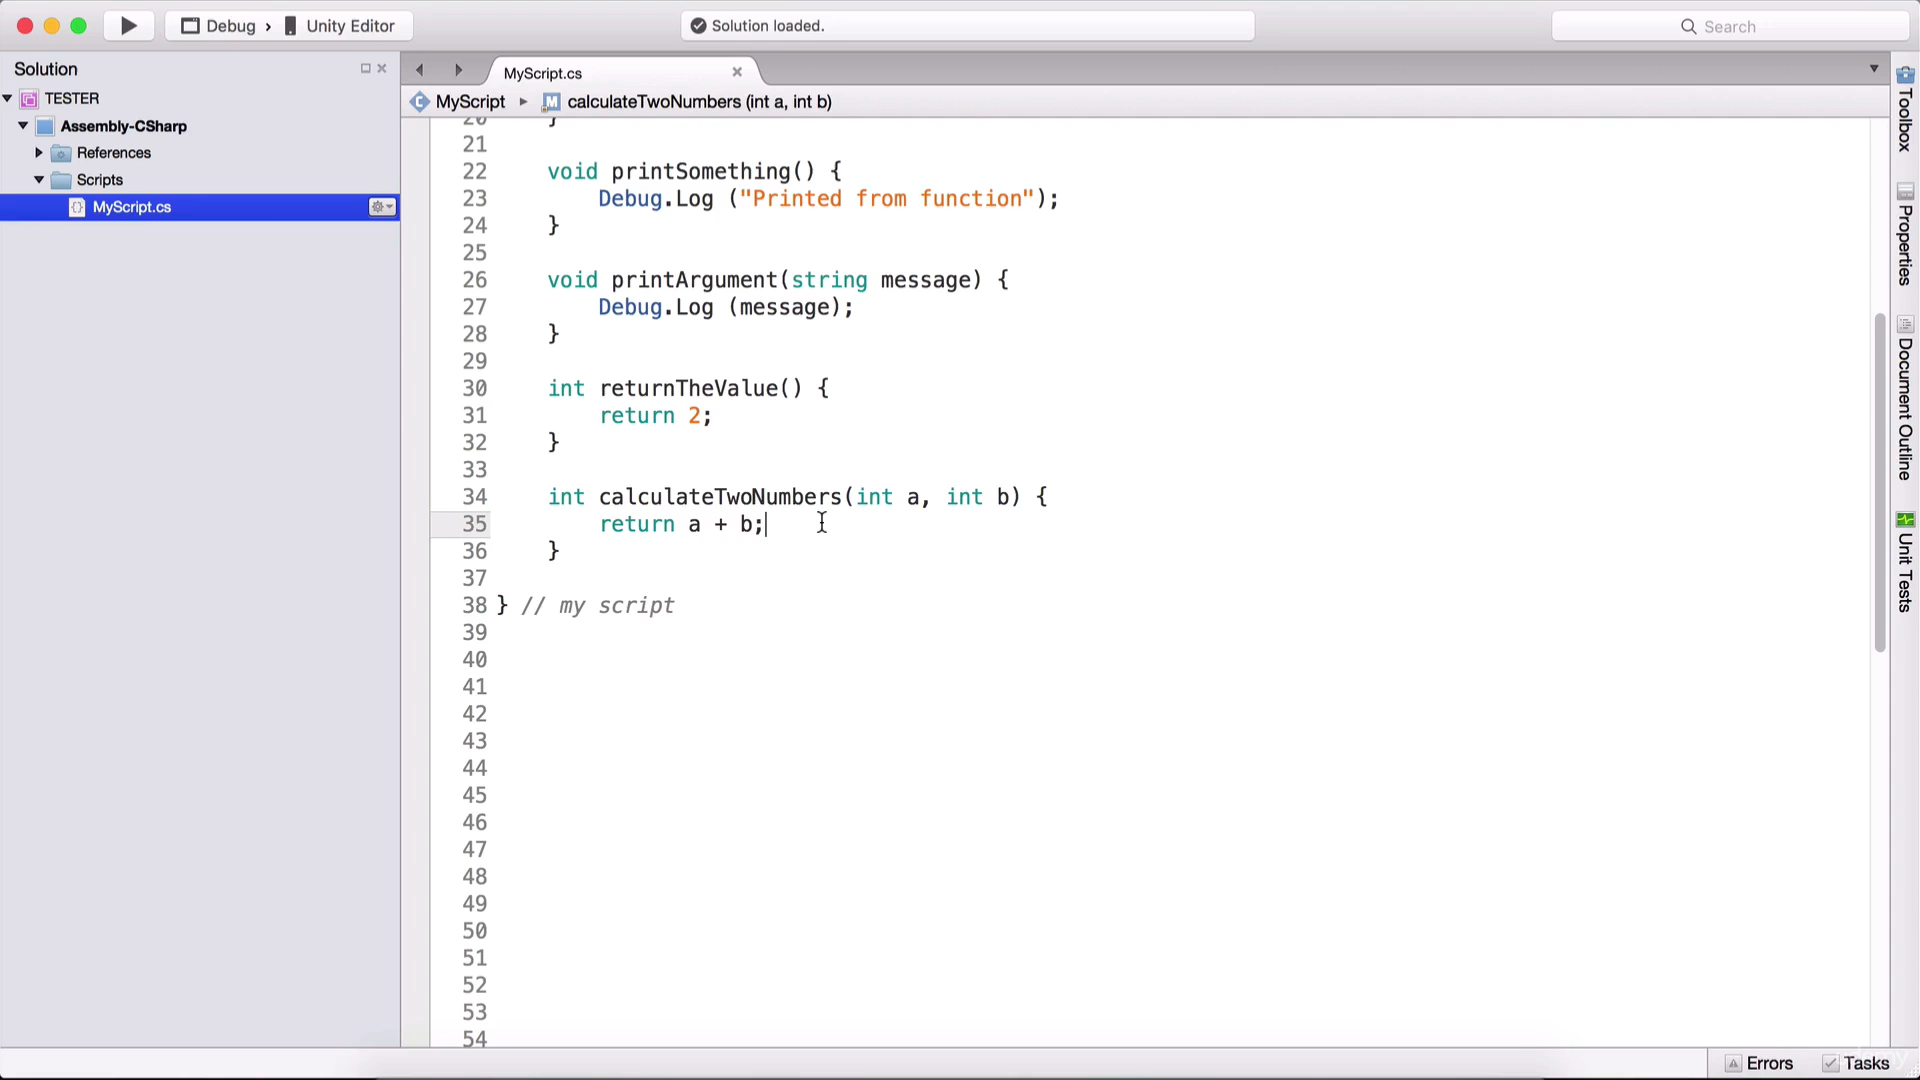 Debug › Unity Editor
Solution loaded.
Search
Solution
TESTER
Assembly-CSharp
References
Scripts
MyScript.cs
MyScript.cs
MyScript ▸ calculateTwoNumbers (int a, int b)
20 }
21
22 void printSomething() {
23 Debug.Log ("Printed from function");
24 }
25
26 void printArgument(string message) {
27 Debug.Log (message);
28 }
29
30 int returnTheValue() {
31 return 2;
32 }
33
34 int calculateTwoNumbers(int a, int b) {
35 return a + b;
36 }
37
38 } // my script
39
40
41
42
43
44
45
46
47
48
49
50
51
52
53
54
Toolbox
Properties
Document Outline
Unit Tests
Errors
Tasks